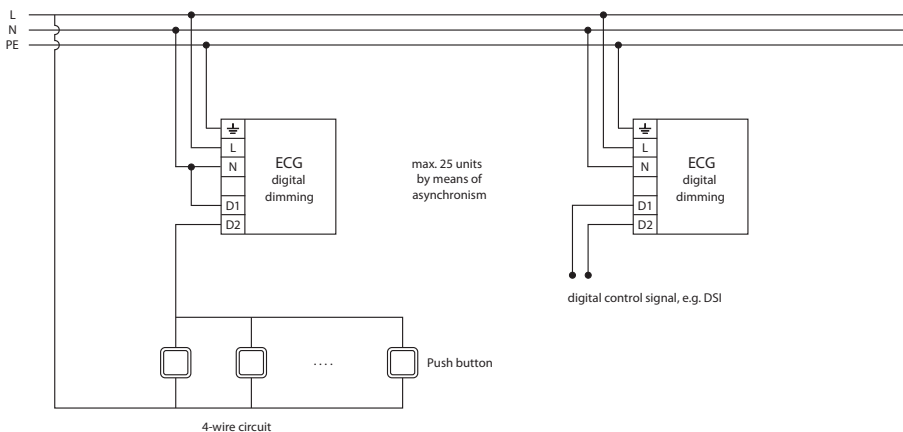 L
N
PE
L
N
D1
D2
ECG
digital
dimming
max. 25 units
by means of
asynchronism
L
N
D1
D2
ECG
digital
dimming
digital control signal, e.g. DSI
....
Push button
4-wire circuit